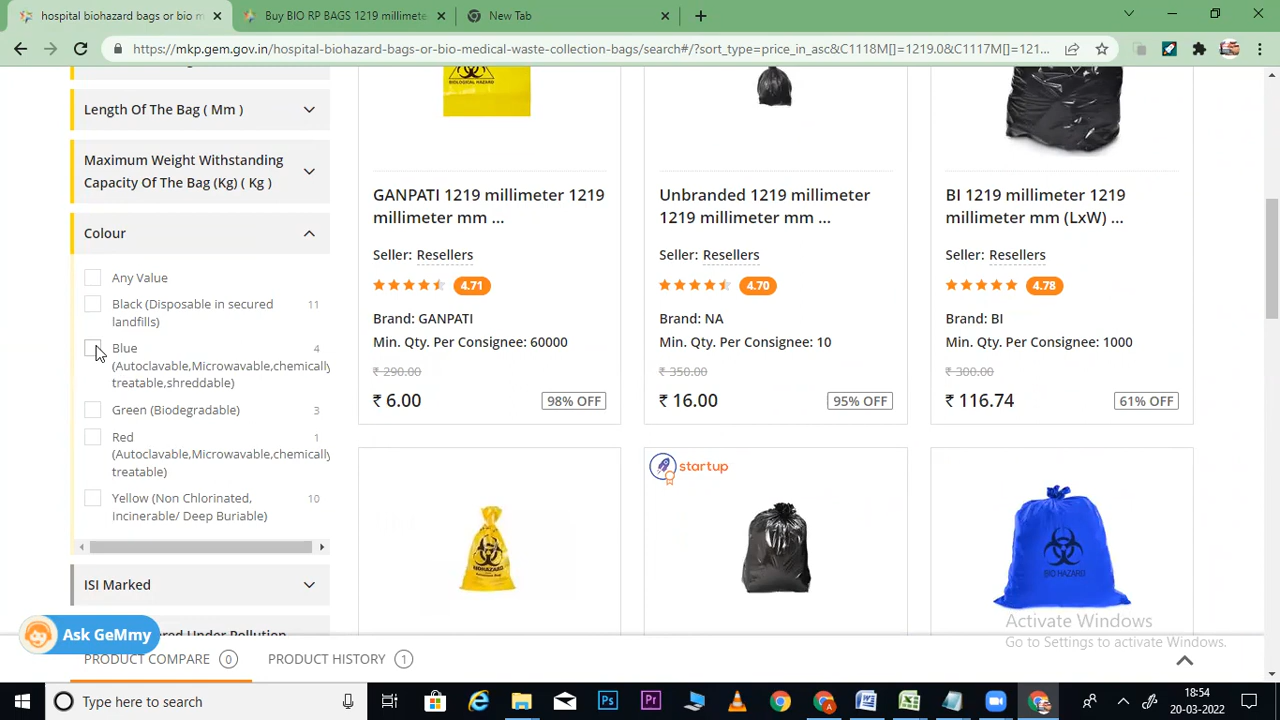 hospital biohazard bags or bio m
Buy BIO RP BAGS 1219 millimete
New Tab
https://mkp.gem.gov.in/hospital-biohazard-bags-or-bio-medical-waste-collection-bags/search#/?sort_type=price_in_asc&C1118M[]=1219.0&C1117M[]=121...
Length Of The Bag ( Mm )
Maximum Weight Withstanding
Capacity Of The Bag (Kg) ( Kg )
Colour
Any Value
Black (Disposable in secured 11
landfills)
Blue 4
(Autoclavable,Microwavable,chemically
treatable,shreddable)
Green (Biodegradable) 3
Red 1
(Autoclavable,Microwavable,chemically
treatable)
Yellow (Non Chlorinated, 10
Incinerable/ Deep Buriable)
ISI Marked
BIOLOGICAL HAZARD
GANPATI 1219 millimeter 1219
millimeter mm ...
Seller: Resellers
4.71
Brand: GANPATI
Min. Qty. Per Consignee: 60000
₹ 290.00
₹ 6.00 98% OFF
Unbranded 1219 millimeter
1219 millimeter mm ...
Seller: Resellers
4.70
Brand: NA
Min. Qty. Per Consignee: 10
₹ 350.00
₹ 16.00 95% OFF
BI 1219 millimeter 1219
millimeter mm (LxW) ...
Seller: Resellers
4.78
Brand: BI
Min. Qty. Per Consignee: 1000
₹ 300.00
₹ 116.74 61% OFF
BIOHAZARD
startup
BIO HAZARD
Activate Windows
Go to Settings to activate Windows.
Ask GeMmy
PRODUCT COMPARE 0
PRODUCT HISTORY 1
Type here to search
Ps
Pr
18:54
20-03-2022